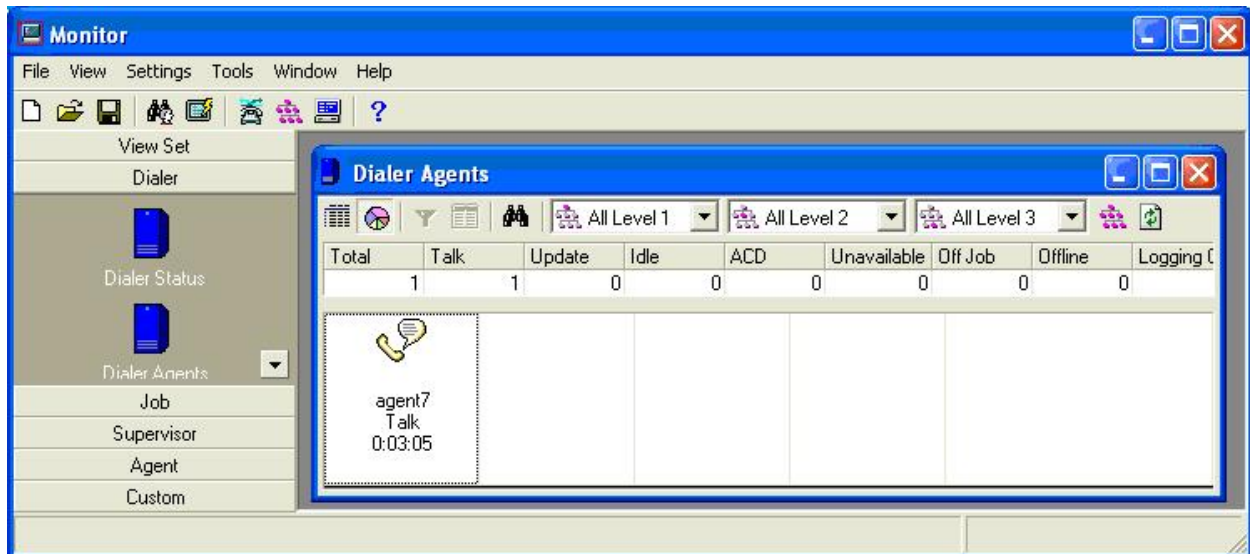 Monitor
File View Settings Tools Window Help
?
View Set
Dialer
Dialer Status
Dialer Agents
Job
Supervisor
Agent
Custom
Dialer Agents
All Level 1 All Level 2 All Level 3
Total Talk Update Idle ACD Unavailable Off Job Offline Logging
1 1 0 0 0 0 0 0
agent7
Talk
0:03:05